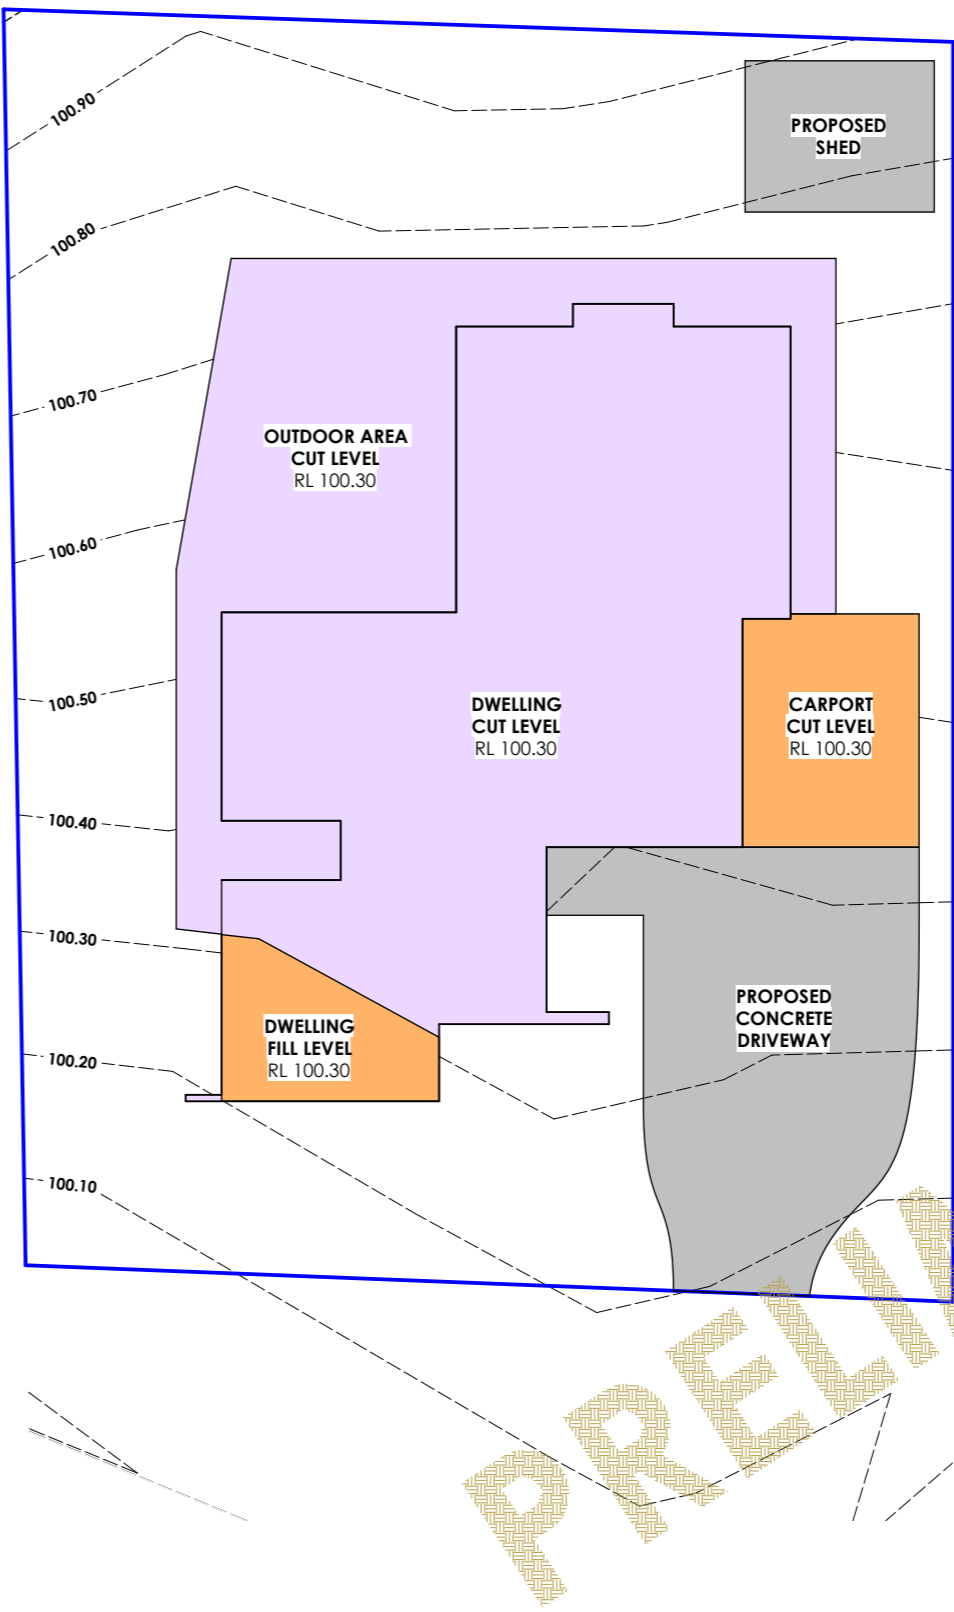 100.90
PROPOSED
SHED
100.80
100.70
OUTDOOR AREA
CUT LEVEL
RL 100.30
100.60
100.50
DWELLING
CUT LEVEL
RL 100.30
CARPORT
CUT LEVEL
RL 100.30
100.40
100.30
PROPOSED
CONCRETE
DRIVEWAY
DWELLING
FILL LEVEL
RL 100.30
100.20
100.10
PRELI